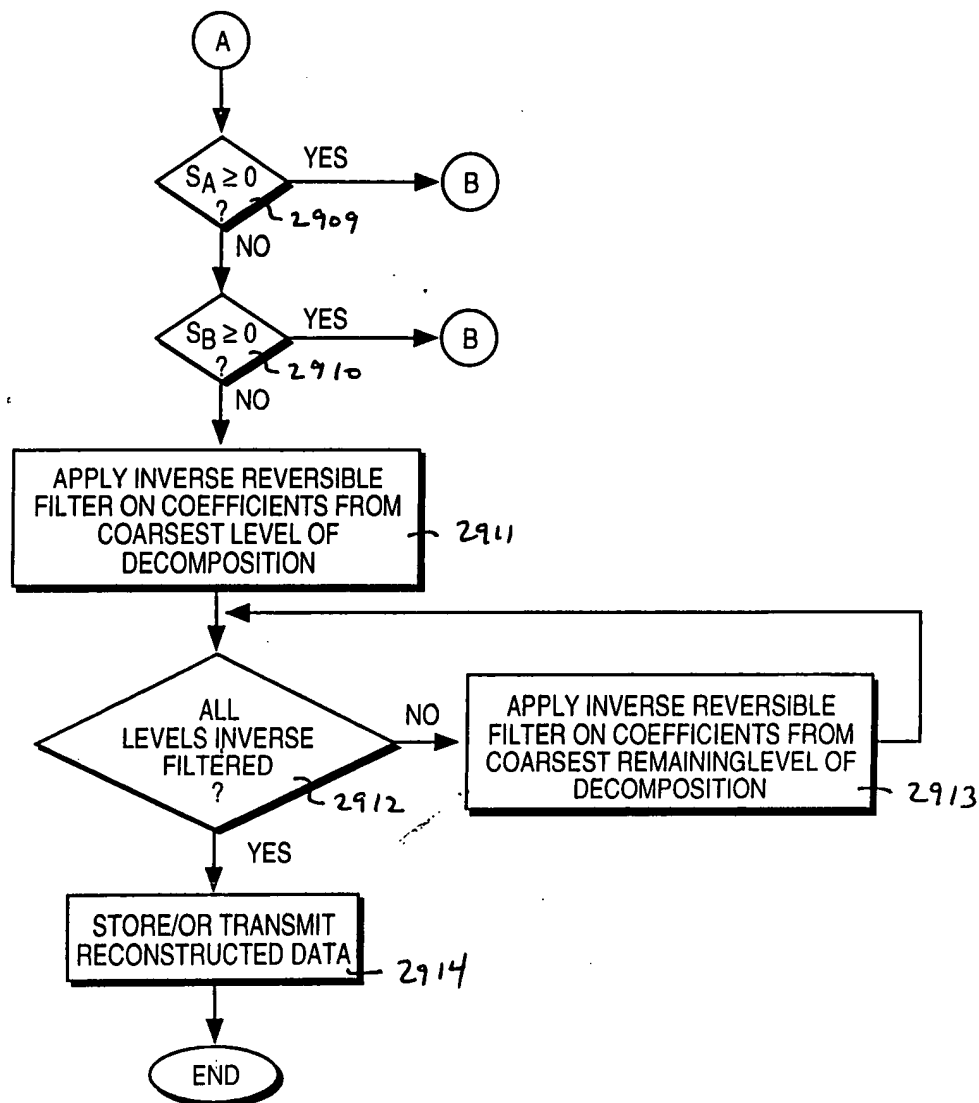 A
S_A ≥ 0
?
2909
YES
B
NO
S_B ≥ 0
?
2910
YES
B
NO
APPLY INVERSE REVERSIBLE
FILTER ON COEFFICIENTS FROM
COARSEST LEVEL OF
DECOMPOSITION
2911
ALL
LEVELS INVERSE
FILTERED
?
2912
NO
APPLY INVERSE REVERSIBLE
FILTER ON COEFFICIENTS FROM
COARSEST REMAININGLEVEL OF
DECOMPOSITION
2913
YES
STORE/OR TRANSMIT
RECONSTRUCTED DATA
2914
END